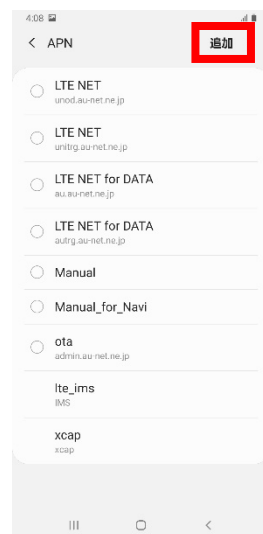 4:08
< APN
追加
LTE NET
unod.au-net.ne.jp
LTE NET
unitrg.au-net.ne.jp
LTE NET for DATA
au.au-net.ne.jp
LTE NET for DATA
autrg.au-net.ne.jp
Manual
Manual_for_Navi
ota
admin.au-net.ne.jp
lte_ims
IMS
xcap
xcap